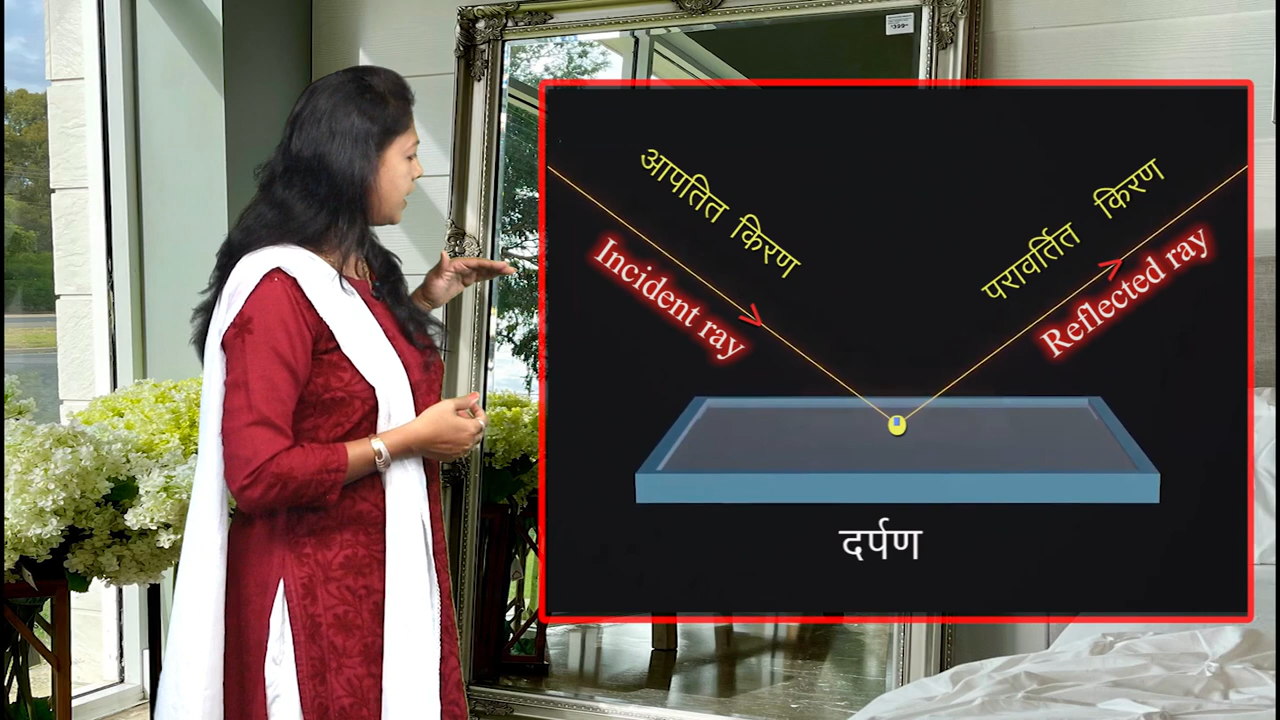 आपतित किरण
Incident ray
परावर्तित किरण
Reflected ray
दर्पण